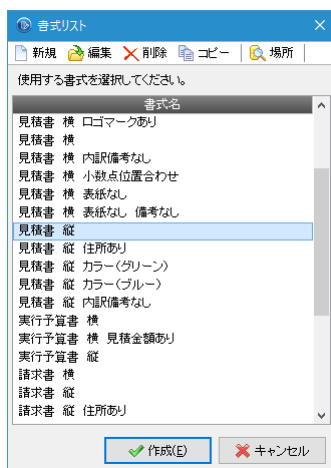 書式リスト
新規 編集 削除 コピー 場所
使用する書式を選択してください。
書式名
見積書 横 ロゴマークあり
見積書 横
見積書 横 内訳備考なし
見積書 横 小数点位置合わせ
見積書 横 表紙なし
見積書 横 表紙なし 備考なし
見積書 縦
見積書 縦 住所あり
見積書 縦 カラー(グリーン)
見積書 縦 カラー(ブルー)
見積書 縦 内訳備考なし
実行予算書 横
実行予算書 横 見積金額あり
実行予算書 縦
請求書 横
請求書 縦
請求書 縦 住所あり
作成(E) キャンセル